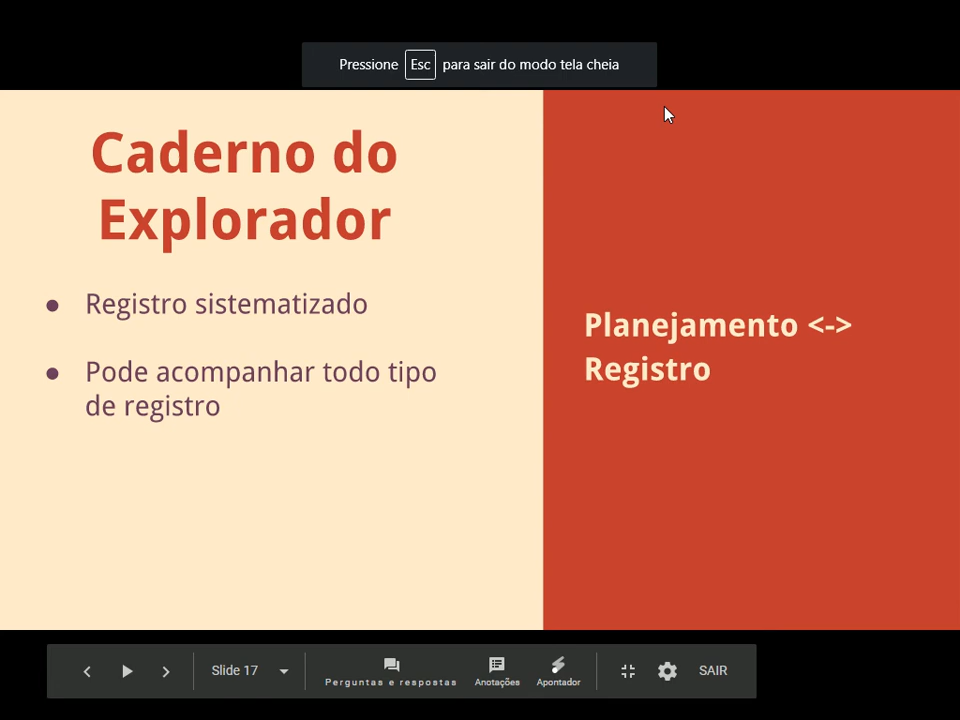 Pressione Esc para sair do modo tela cheia
Caderno do
Explorador
● Registro sistematizado
● Pode acompanhar todo tipo
de registro
Planejamento <->
Registro
Slide 17
Perguntas e respostas
Anotações
Apontador
SAIR